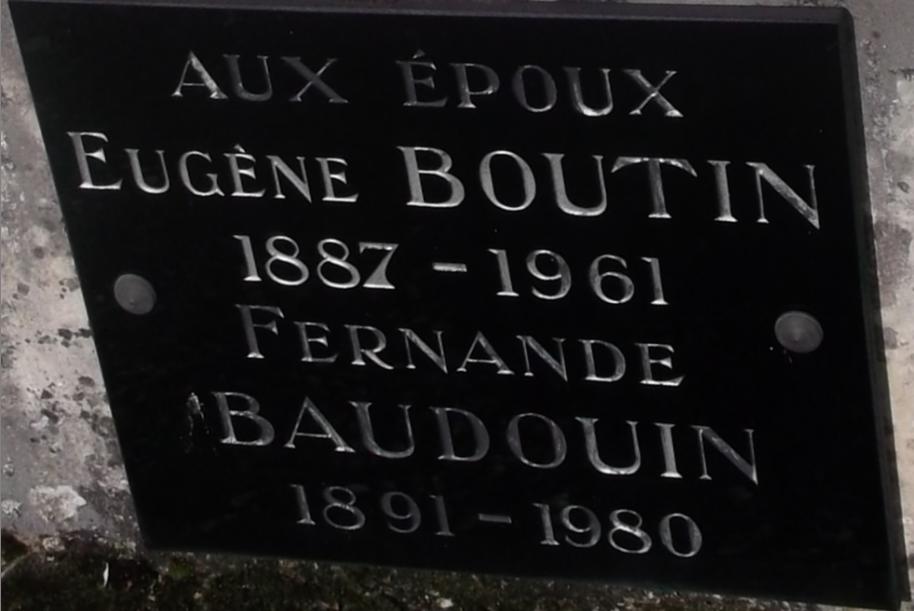 AUX ÉPOUX
EUGÈNE BOUTIN
1887 - 1961
FERNANDE
BAUDOUIN
1891 - 1980